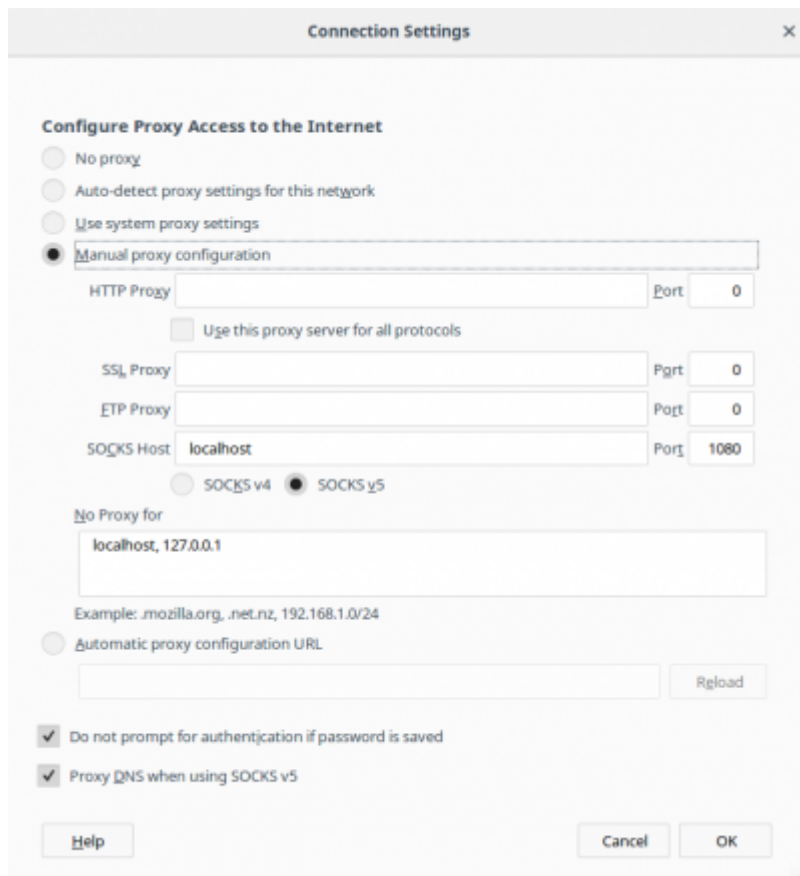 Connection Settings
Configure Proxy Access to the Internet
No proxy
Auto-detect proxy settings for this network
Use system proxy settings
Manual proxy configuration
HTTP Proxy Port 0
Use this proxy server for all protocols
SSL Proxy Port 0
FTP Proxy Port 0
SOCKS Host localhost Port 1080
SOCKS v4 SOCKS v5
No Proxy for
localhost, 127.0.0.1
Example: .mozilla.org, .net.nz, 192.168.1.0/24
Automatic proxy configuration URL
Reload
Do not prompt for authentication if password is saved
Proxy DNS when using SOCKS v5
Help Cancel OK